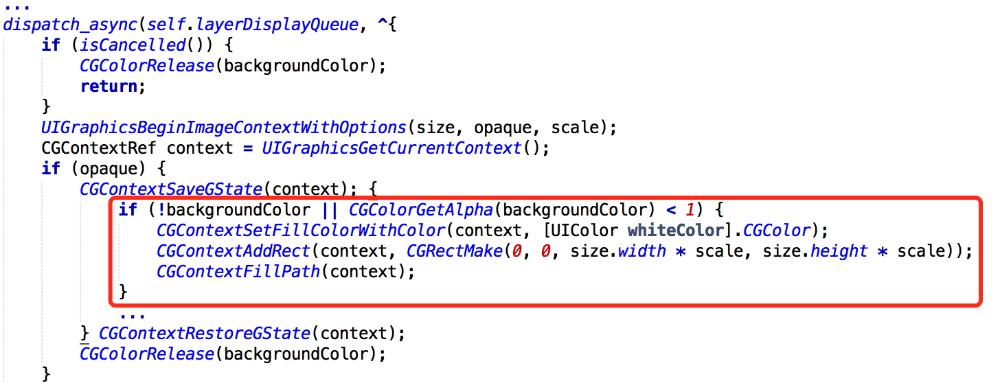 ...
dispatch_async(self.layerDisplayQueue, ^{
    if (isCancelled()) {
        CGColorRelease(backgroundColor);
        return;
    }
    UIGraphicsBeginImageContextWithOptions(size, opaque, scale);
    CGContextRef context = UIGraphicsGetCurrentContext();
    if (opaque) {
        CGContextSaveGState(context); {
            if (!backgroundColor || CGColorGetAlpha(backgroundColor) < 1) {
                CGContextSetFillColorWithColor(context, [UIColor whiteColor].CGColor);
                CGContextAddRect(context, CGRectMake(0, 0, size.width * scale, size.height * scale));
                CGContextFillPath(context);
            }
            ...
        } CGContextRestoreGState(context);
        CGColorRelease(backgroundColor);
    }